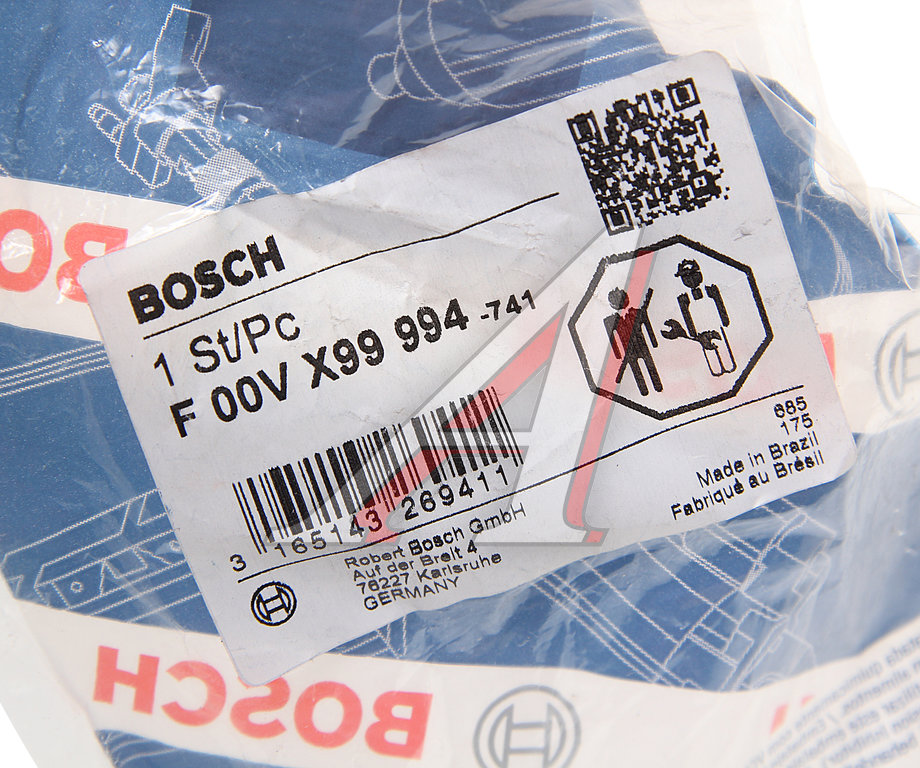 BOSCH
1 St/Pc
F 00V X99 994 -741
3 165143 269411
Robert Bosch GmbH
Auf der Breit 4
76227 Karlsruhe
GERMANY
685
175
Made in Brazil
Fabriqué au Brésil
BO
BOSCH